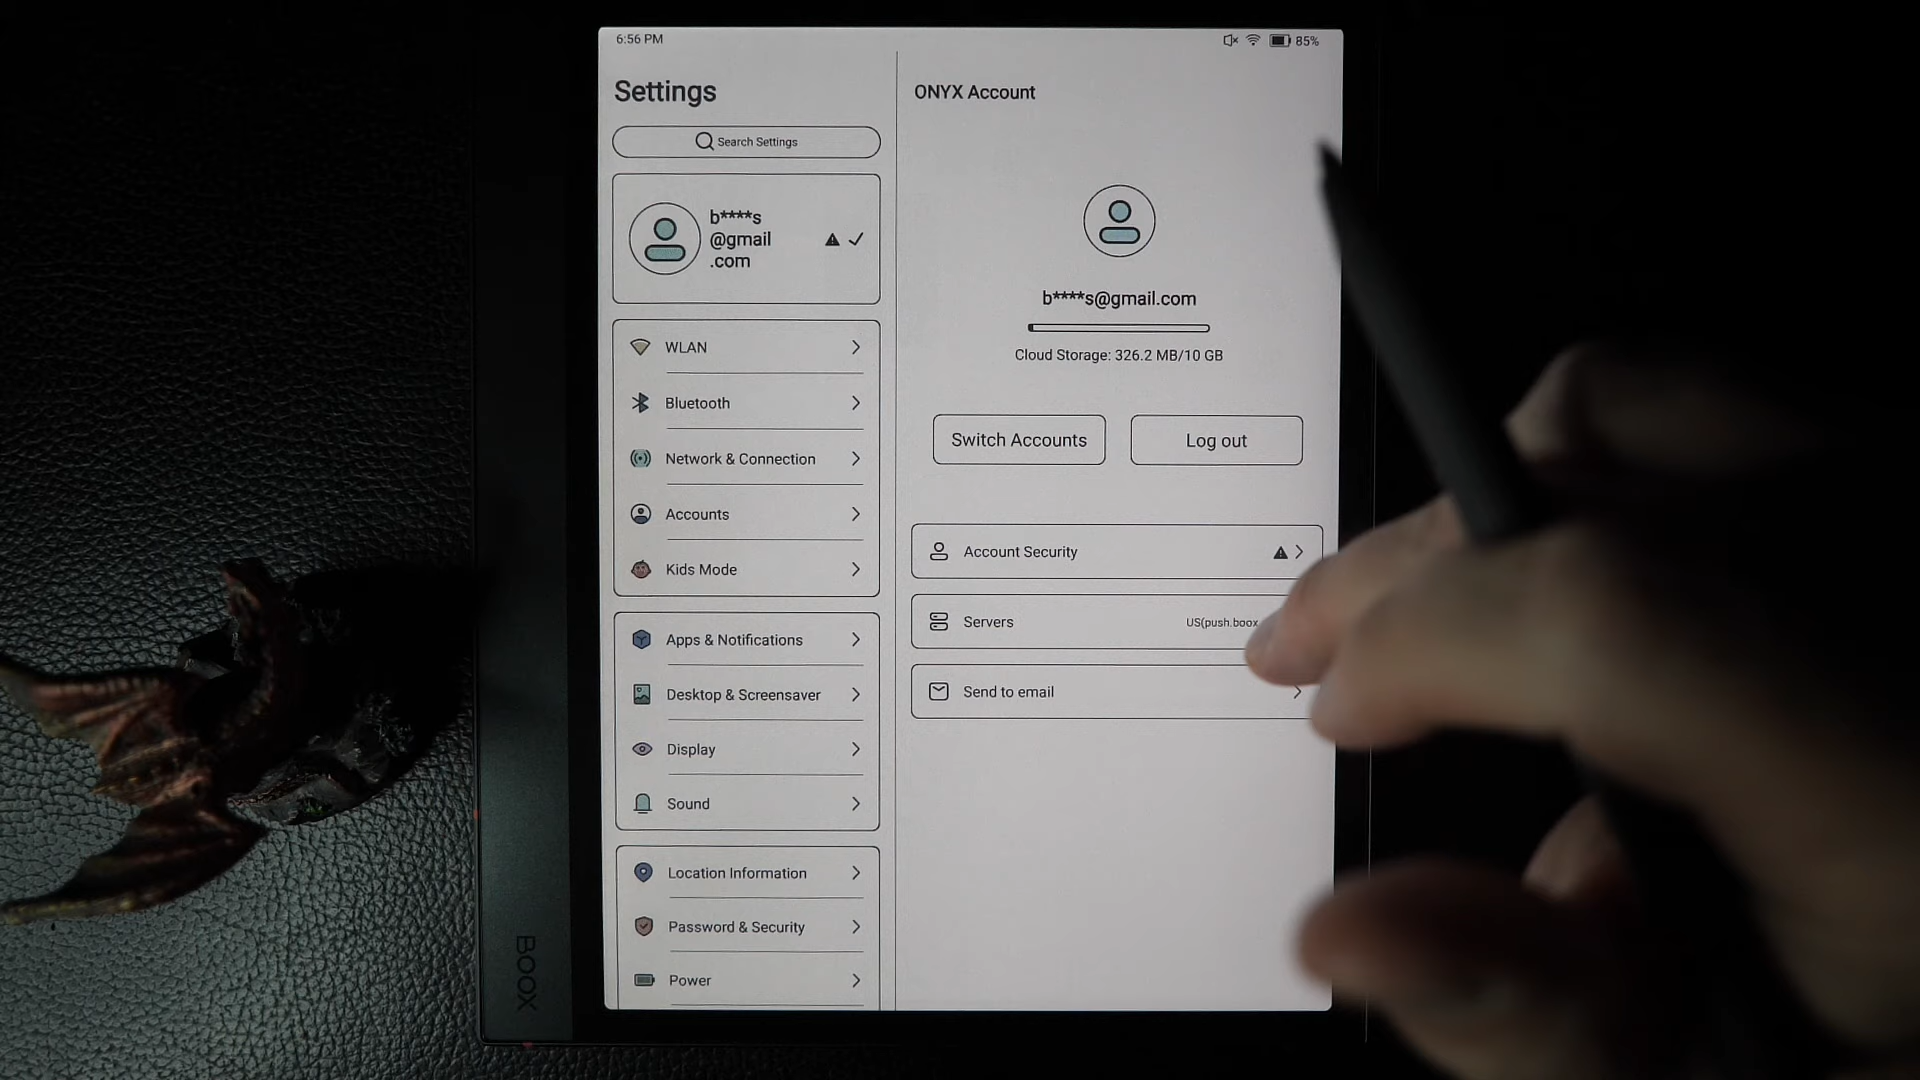 6:56 PM
85%
Settings
Search Settings
b****s
@gmail
.com
WLAN
Bluetooth
Network & Connection
Accounts
Kids Mode
Apps & Notifications
Desktop & Screensaver
Display
Sound
Location Information
Password & Security
Power
ONYX Account
b****s@gmail.com
Cloud Storage: 326.2 MB/10 GB
Switch Accounts
Log out
Account Security
Servers
US(push.boox
Send to email
BOOX